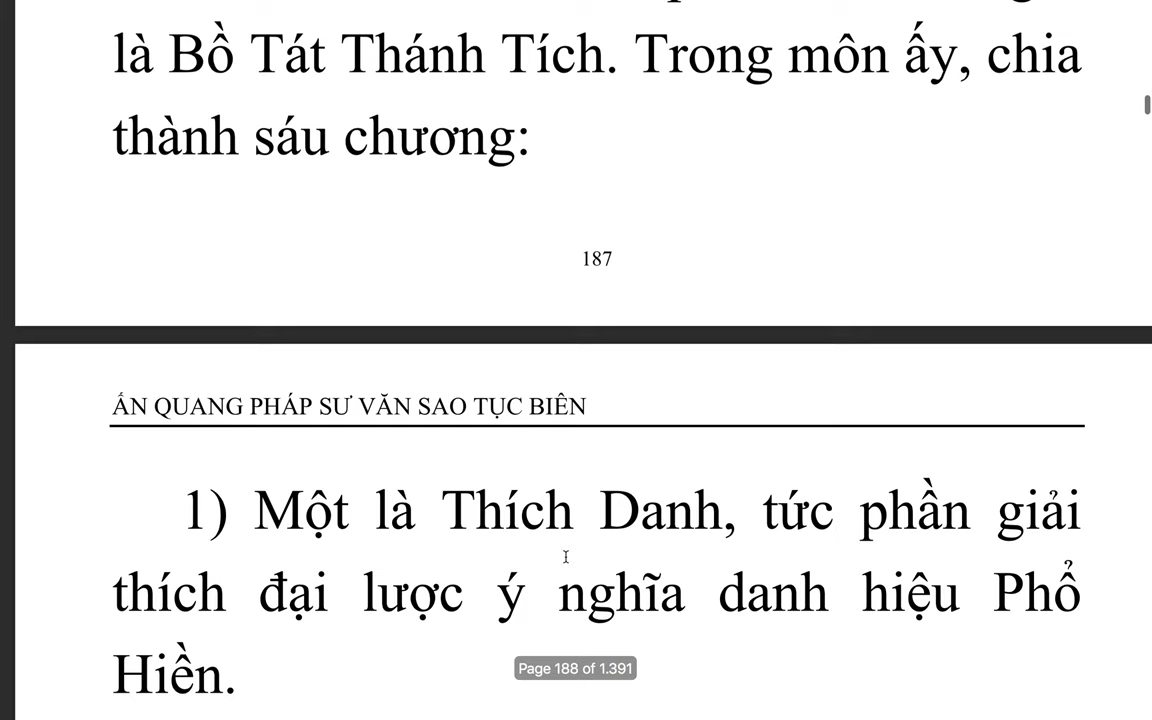 là Bồ Tát Thánh Tích. Trong môn ấy, chia
thành sáu chương:
187
ẤN QUANG PHÁP SƯ VĂN SAO TỤC BIÊN
1) Một là Thích Danh, tức phần giải
thích đại lược ý nghĩa danh hiệu Phổ
Hiền.
Page 188 of 1.391